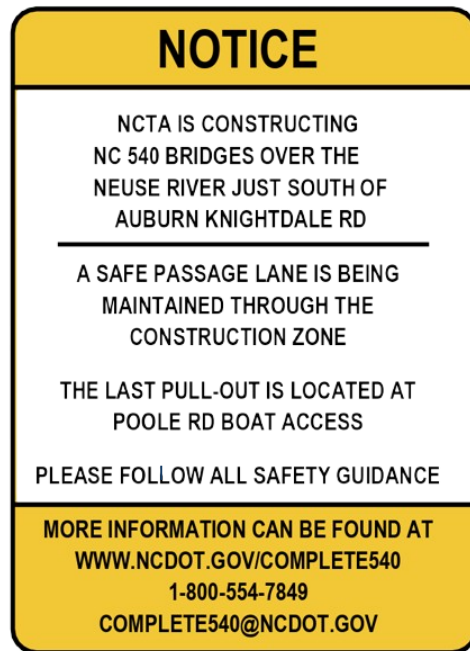 NOTICE
NCTA IS CONSTRUCTING
NC 540 BRIDGES OVER THE
NEUSE RIVER JUST SOUTH OF
AUBURN KNIGHTDALE RD
A SAFE PASSAGE LANE IS BEING
MAINTAINED THROUGH THE
CONSTRUCTION ZONE
THE LAST PULL-OUT IS LOCATED AT
POOLE RD BOAT ACCESS
PLEASE FOLLOW ALL SAFETY GUIDANCE
MORE INFORMATION CAN BE FOUND AT
WWW.NCDOT.GOV/COMPLETE540
1-800-554-7849
COMPLETE540@NCDOT.GOV